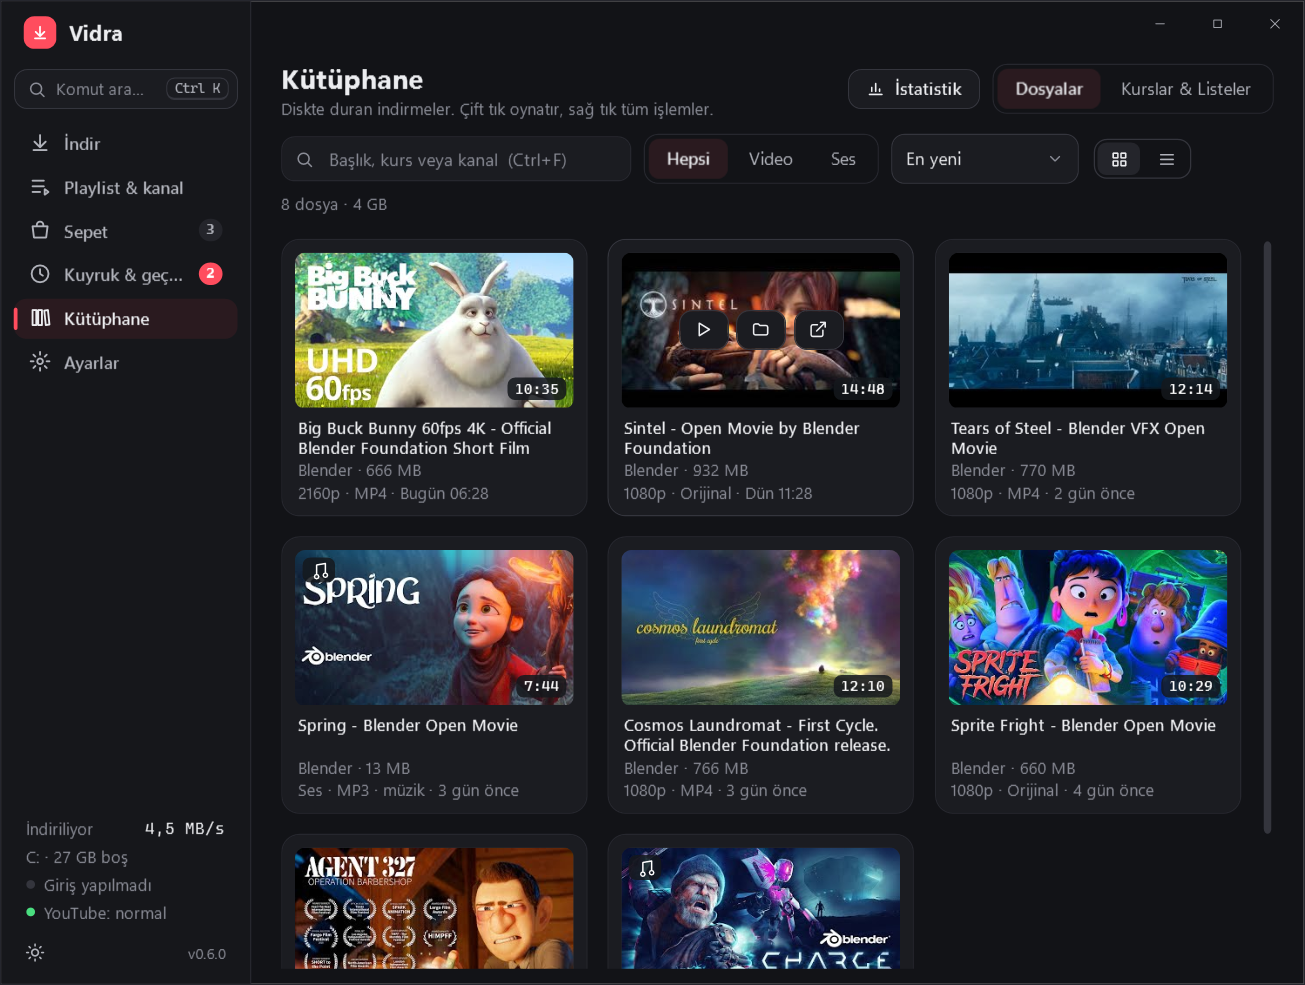 Vidra
Komut ara... Ctrl K
İndir
Playlist & kanal
Sepet 3
Kuyruk & geç... 2
Kütüphane
Ayarlar
İndiriliyor 4,5 MB/s
C: · 27 GB boş
Giriş yapılmadı
YouTube: normal
v0.6.0
Kütüphane
Diskte duran indirmeler. Çift tık oynatır, sağ tık tüm işlemler.
İstatistik
Dosyalar Kurslar & Listeler
Başlık, kurs veya kanal (Ctrl+F)
Hepsi Video Ses
En yeni
8 dosya · 4 GB
Big Buck
BUNNY
UHD
60fps
10:35
Big Buck Bunny 60fps 4K - Official
Blender Foundation Short Film
Blender · 666 MB
2160p · MP4 · Bugün 06:28
SINTEL
14:48
Sintel - Open Movie by Blender
Foundation
Blender · 932 MB
1080p · Orijinal · Dün 11:28
TEARS OF STEEL
12:14
Tears of Steel - Blender VFX Open
Movie
Blender · 770 MB
1080p · MP4 · 2 gün önce
SPRING
blender
7:44
Spring - Blender Open Movie
Blender · 13 MB
Ses · MP3 · müzik · 3 gün önce
cosmos laundromat
first cycle
12:10
Cosmos Laundromat - First Cycle.
Official Blender Foundation release.
Blender · 766 MB
1080p · MP4 · 3 gün önce
SPRITE
FRIGHT
10:29
Sprite Fright - Blender Open Movie
Blender · 660 MB
1080p · Orijinal · 4 gün önce
AGENT 327
OPERATION BARBERSHOP
HIMPFF
blender
CHARGE